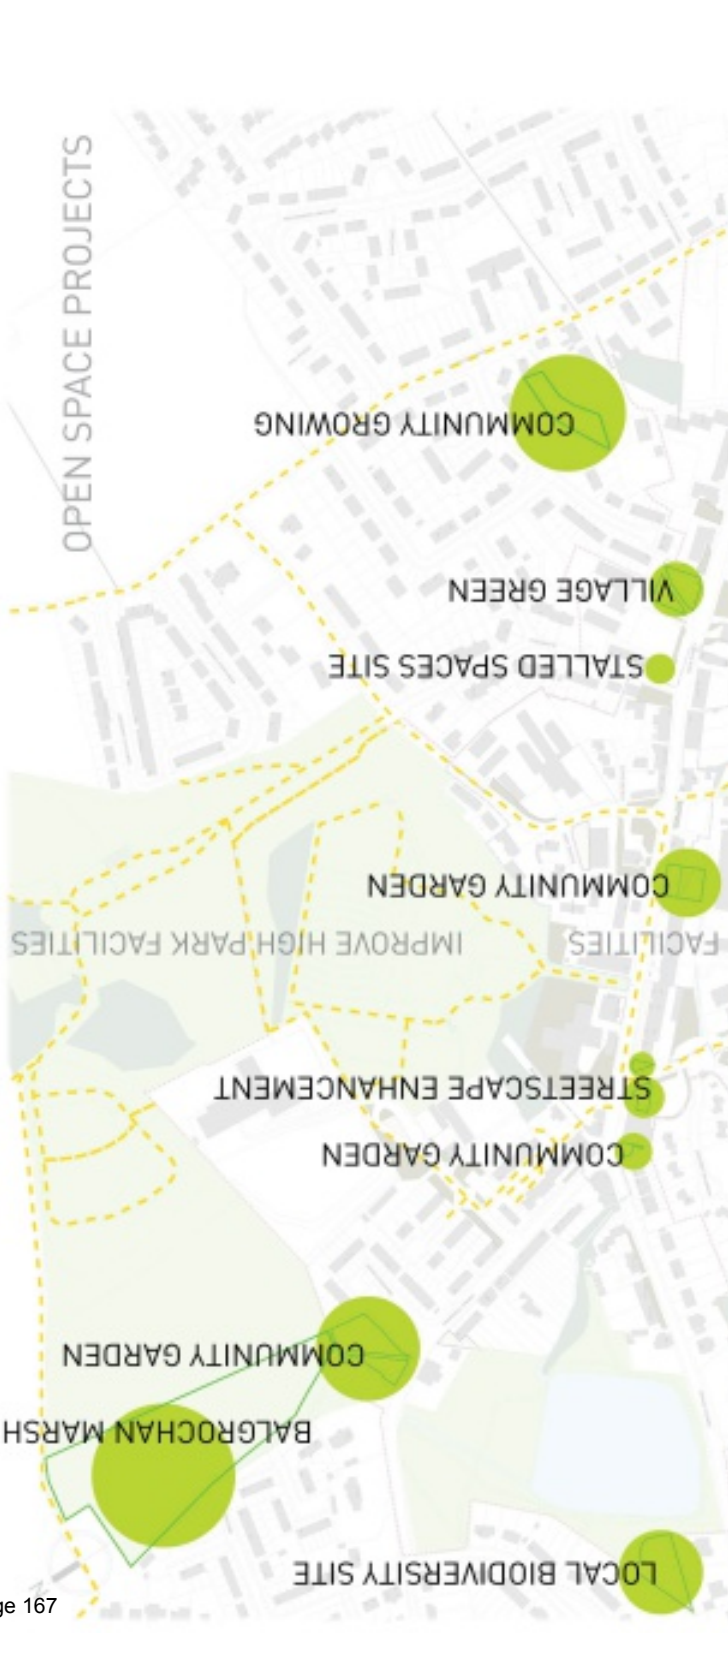 OPEN SPACE PROJECTS
COMMUNITY GROWING
VILLAGE GREEN
STALLED SPACES SITE
COMMUNITY GARDEN
IMPROVE HIGH PARK FACILITIES
FACILITIES
STREETSCAPE ENHANCEMENT
COMMUNITY GARDEN
COMMUNITY GARDEN
BALGROCHAN MARSH
LOCAL BIODIVERSITY SITE
N
ge 167